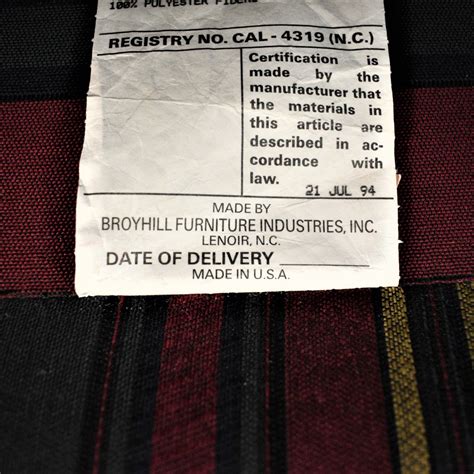 100% POLYESTER FIBERS
REGISTRY NO. CAL - 4319 (N.C.)
Certification is
made by the
manufacturer that
the materials in
this article are
described in ac-
cordance with
law.
21 JUL 94
MADE BY
BROYHILL FURNITURE INDUSTRIES, INC.
LENOIR, N.C.
DATE OF DELIVERY
MADE IN U.S.A.